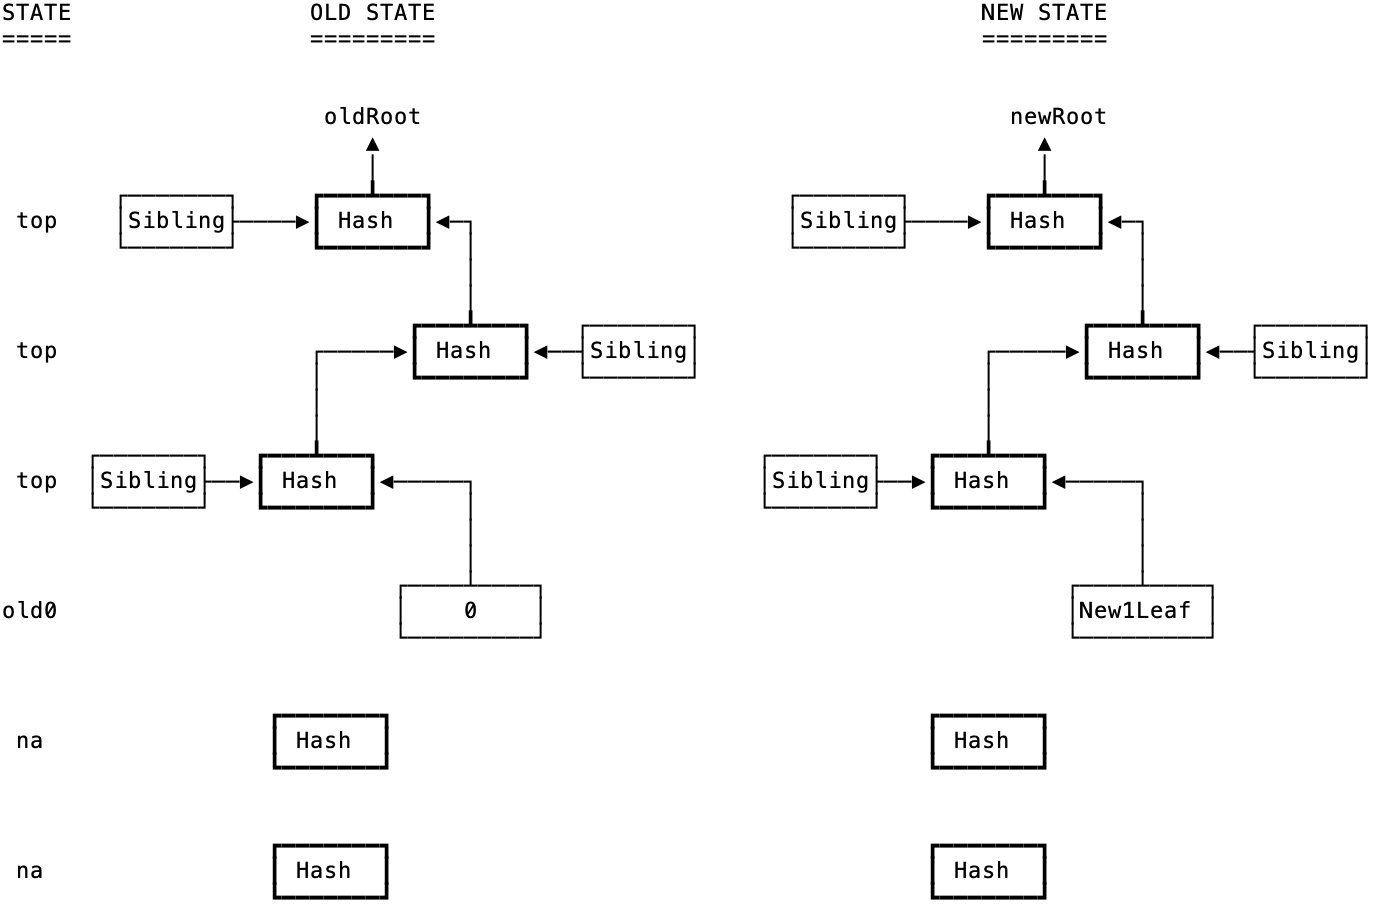 STATE OLD STATE NEW STATE
===== ========= =========
oldRoot newRoot
top Sibling Hash Sibling Hash
top Hash Sibling Hash Sibling
top Sibling Hash Sibling Hash
old0 0 New1Leaf
na Hash Hash
na Hash Hash